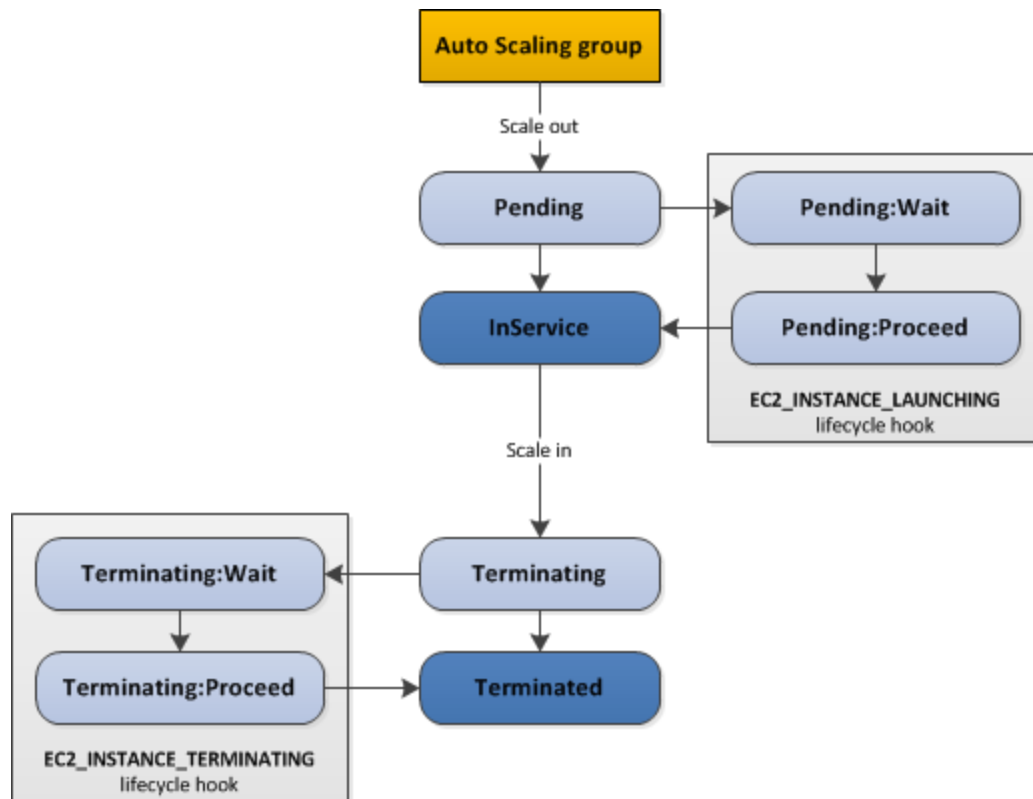 Auto Scaling group
Scale out
Pending
Pending:Wait
InService
Pending:Proceed
EC2_INSTANCE_LAUNCHING
lifecycle hook
Scale in
Terminating:Wait
Terminating
Terminating:Proceed
Terminated
EC2_INSTANCE_TERMINATING
lifecycle hook